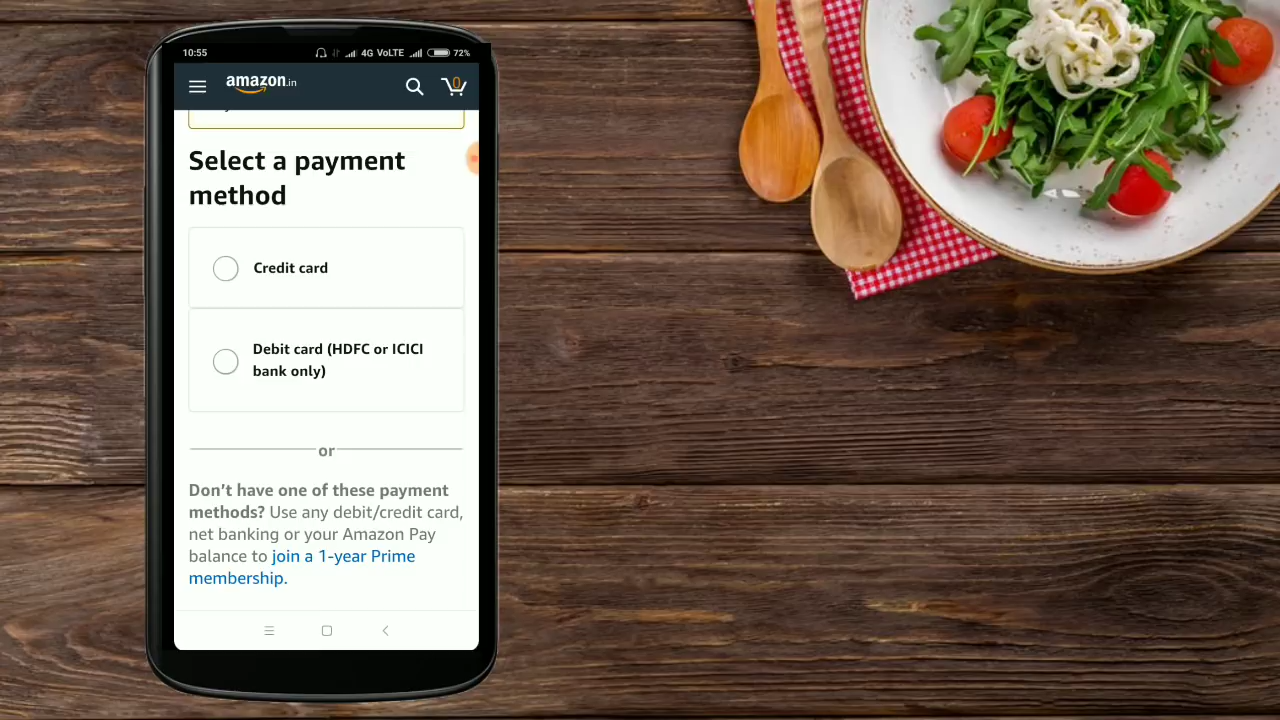 10:55 4G VoLTE 72%
amazon.in 0
Select a payment
method
Credit card
Debit card (HDFC or ICICI
bank only)
or
Don't have one of these payment
methods? Use any debit/credit card,
net banking or your Amazon Pay
balance to join a 1-year Prime
membership.